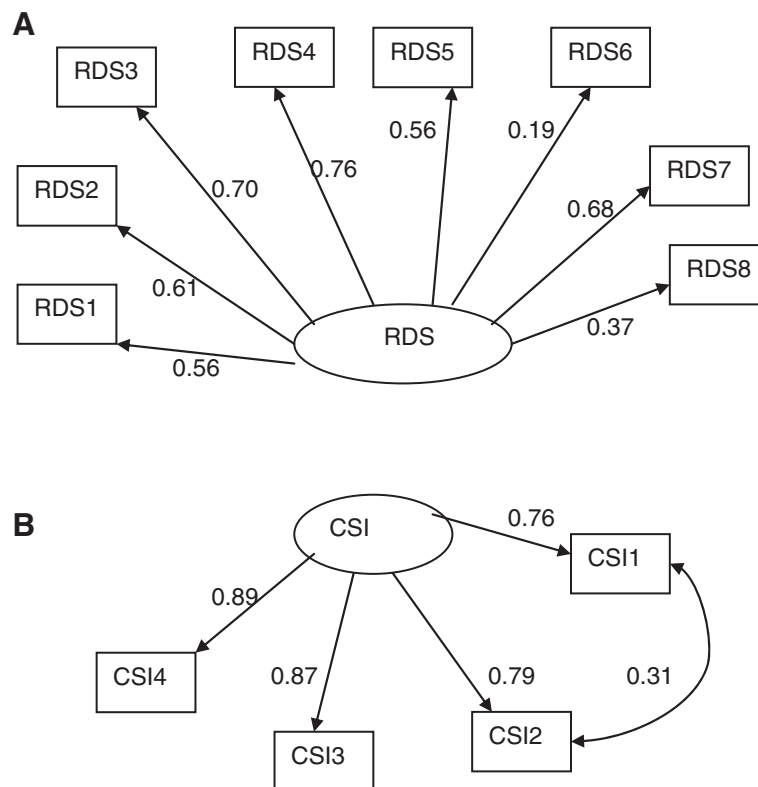 A
RDS3
RDS4
RDS5
RDS6
0.56
0.19
0.76
0.70
RDS7
RDS2
0.68
0.61
RDS8
RDS1
RDS
0.37
0.56
B
CSI
0.76
CSI1
0.89
CSI4
0.87
0.79
0.31
CSI3
CSI2